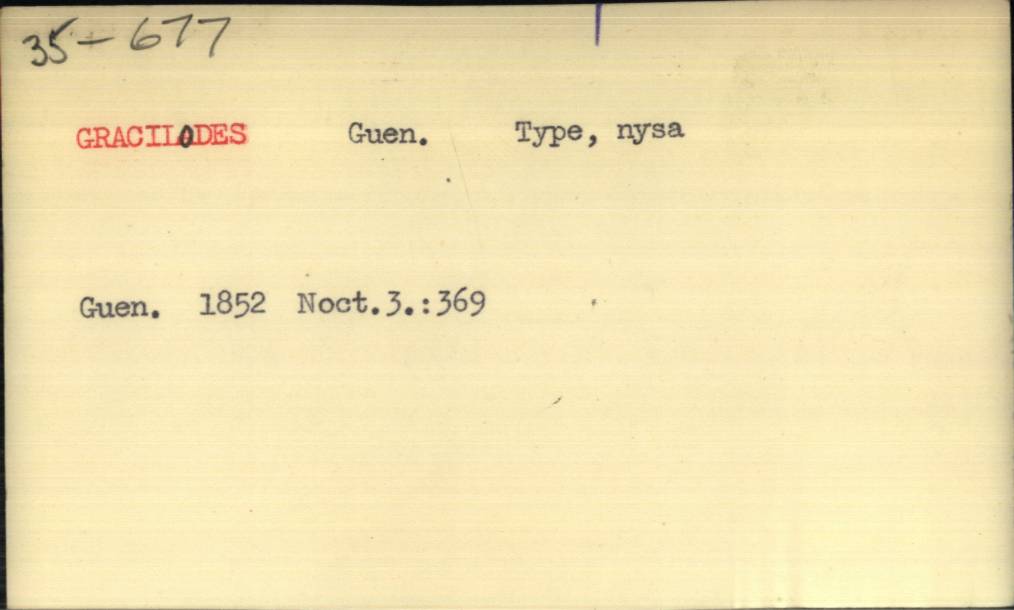 35-677
GRACILODES Guen. Type, nysa
Guen. 1852 Noct.3.:369